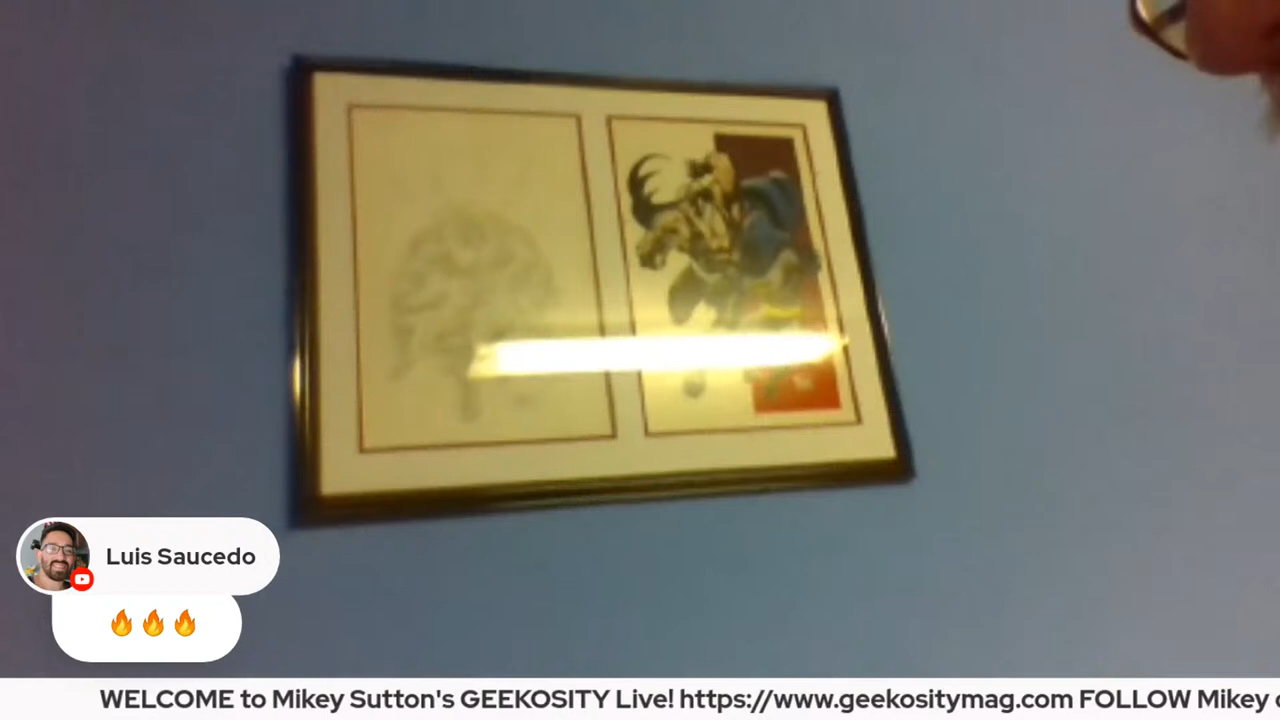 Luis Saucedo
🔥🔥🔥
WELCOME to Mikey Sutton's GEEKOSITY Live! https://www.geekositymag.com FOLLOW Mikey